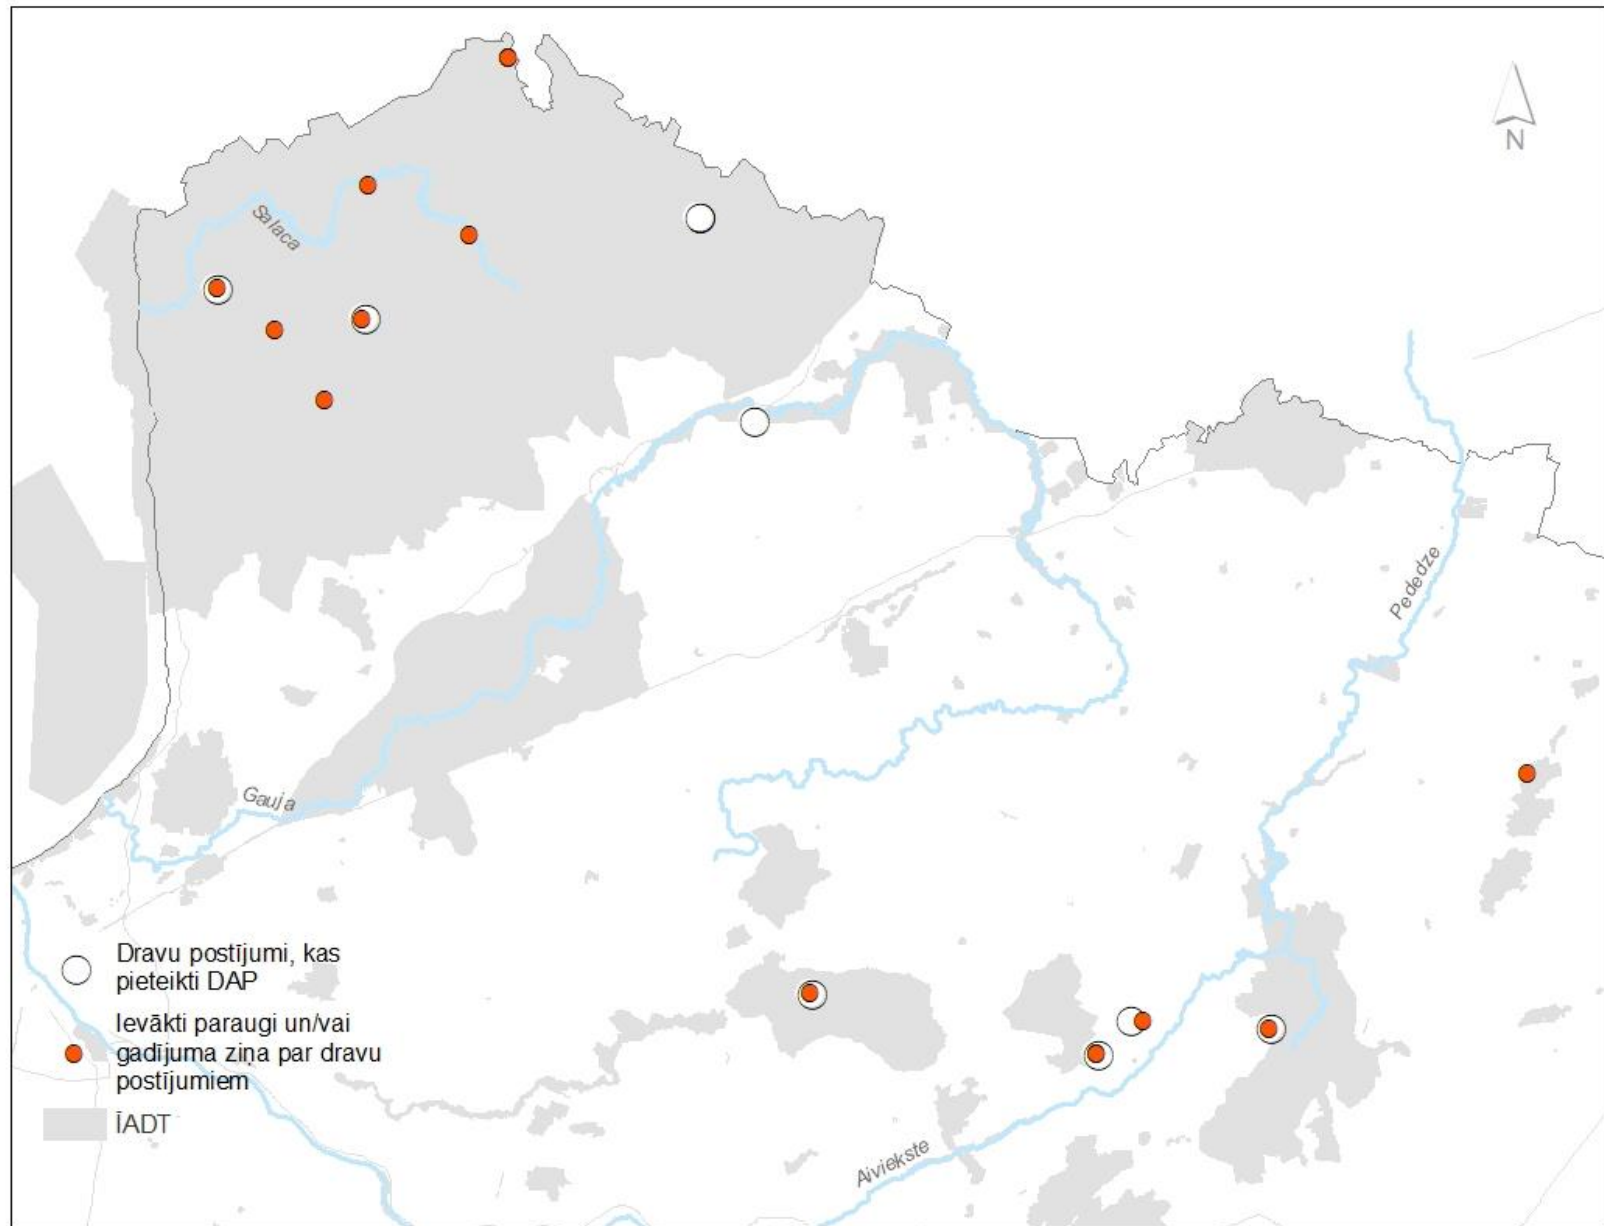 N
Salaca
Pededze
Gauja
Dravu postījumi, kas
pieteikti DAP
Ievākti paraugi un/vai
gadījuma ziņa par dravu
postījumiem
ĪADT
Aiviekste